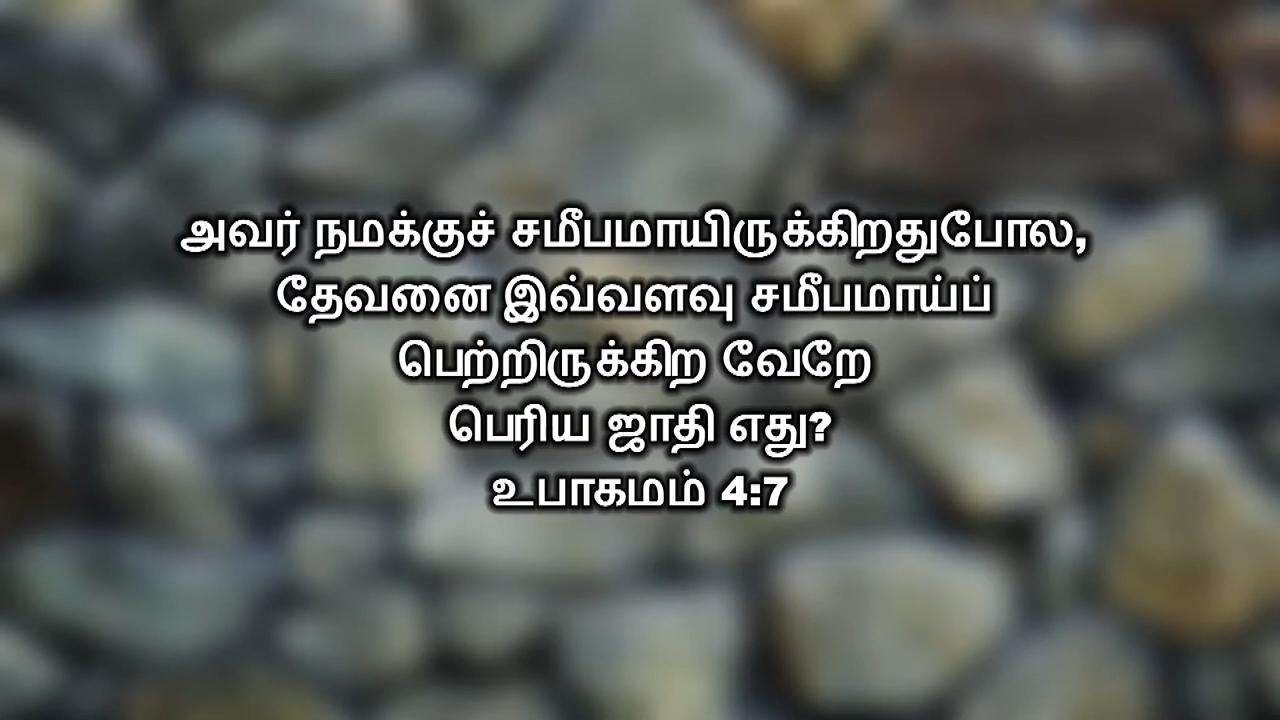 அவர் நமக்குச் சமீபமாயிருக்கிறதுபோல,
தேவனை இவ்வளவு சமீபமாய்ப்
பெற்றிருக்கிற வேறே
பெரிய ஜாதி எது?
உபாகமம் 4:7